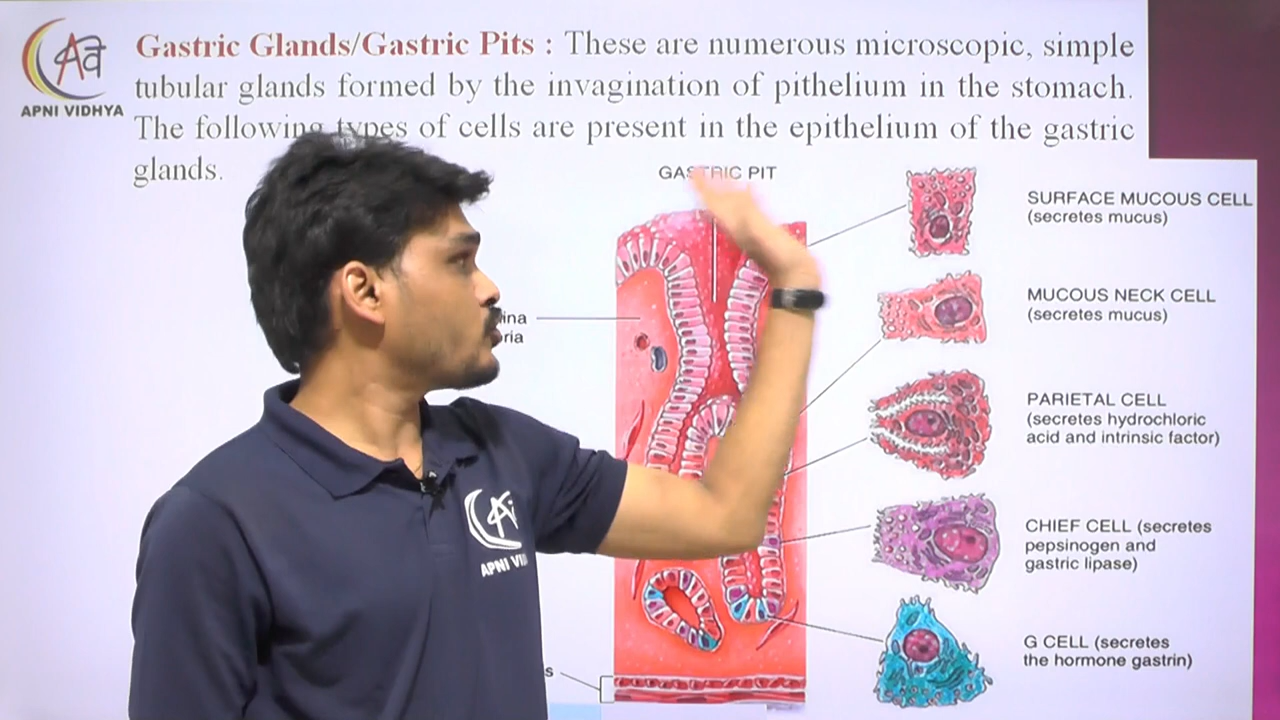 Gastric Glands/Gastric Pits : These are numerous microscopic, simple
tubular glands formed by the invagination of pithelium in the stomach.
The following types of cells are present in the epithelium of the gastric
glands.
APNI VIDHYA
GASTRIC PIT
SURFACE MUCOUS CELL
(secretes mucus)
MUCOUS NECK CELL
(secretes mucus)
PARIETAL CELL
(secretes hydrochloric
acid and intrinsic factor)
CHIEF CELL (secretes
pepsinogen and
gastric lipase)
G CELL (secretes
the hormone gastrin)
APNI